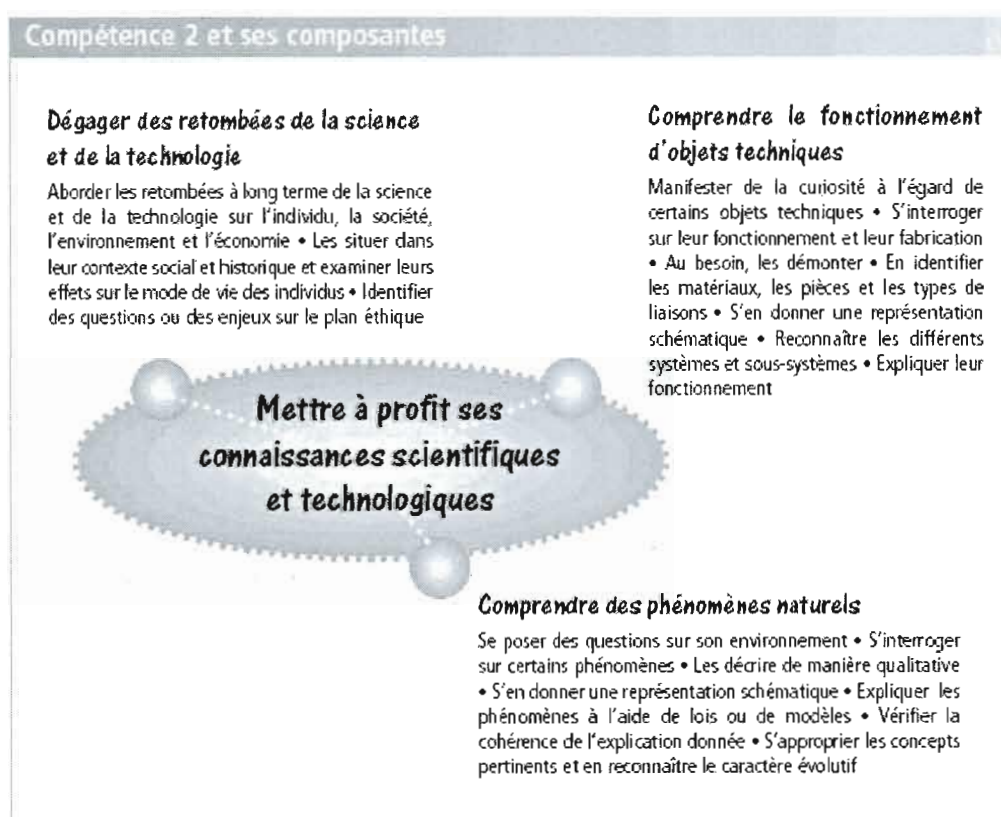 Compétence 2 et ses composantes
Dégager des retombées de la science
et de la technologie
Aborder les retombées à long terme de la science
et de la technologie sur l'individu, la société,
l'environnement et l'économie • Les situer dans
leur contexte social et historique et examiner leurs
effets sur le mode de vie des individus • Identifier
des questions ou des enjeux sur le plan éthique
Comprendre le fonctionnement
d'objets techniques
Manifester de la curiosité à l'égard de
certains objets techniques • S'interroger
sur leur fonctionnement et leur fabrication
• Au besoin, les démonter • En identifier
les matériaux, les pièces et les types de
liaisons • S'en donner une représentation
schématique • Reconnaître les différents
systèmes et sous-systèmes • Expliquer leur
fonctionnement
Mettre à profit ses
connaissances scientifiques
et technologiques
Comprendre des phénomènes naturels
Se poser des questions sur son environnement • S'interroger
sur certains phénomènes • Les décrire de manière qualitative
• S'en donner une représentation schématique • Expliquer les
phénomènes à l'aide de lois ou de modèles • Vérifier la
cohérence de l'explication donnée • S'approprier les concepts
pertinents et en reconnaître le caractère évolutif